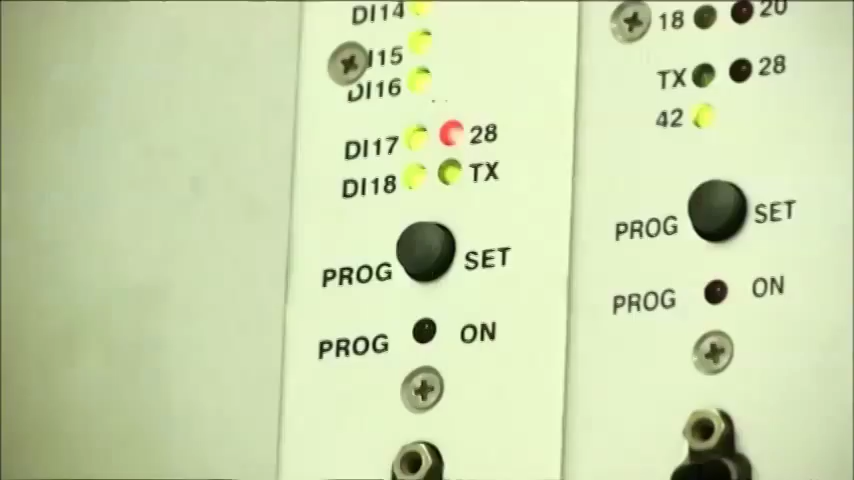 DI14
I15
DI16
DI17 28
DI18 TX
PROG SET
PROG ON
18 20
TX 28
42
PROG SET
PROG ON